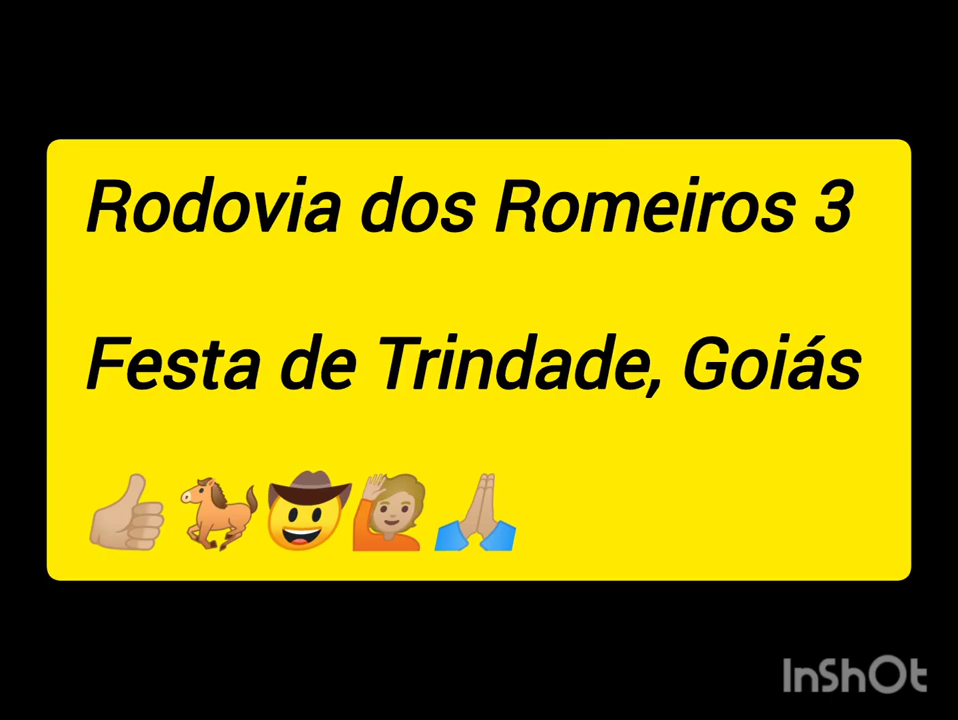 Rodovia dos Romeiros 3
Festa de Trindade, Goiás
👍🏼🐎🤠🙋🏼🙏🏼
InShOt